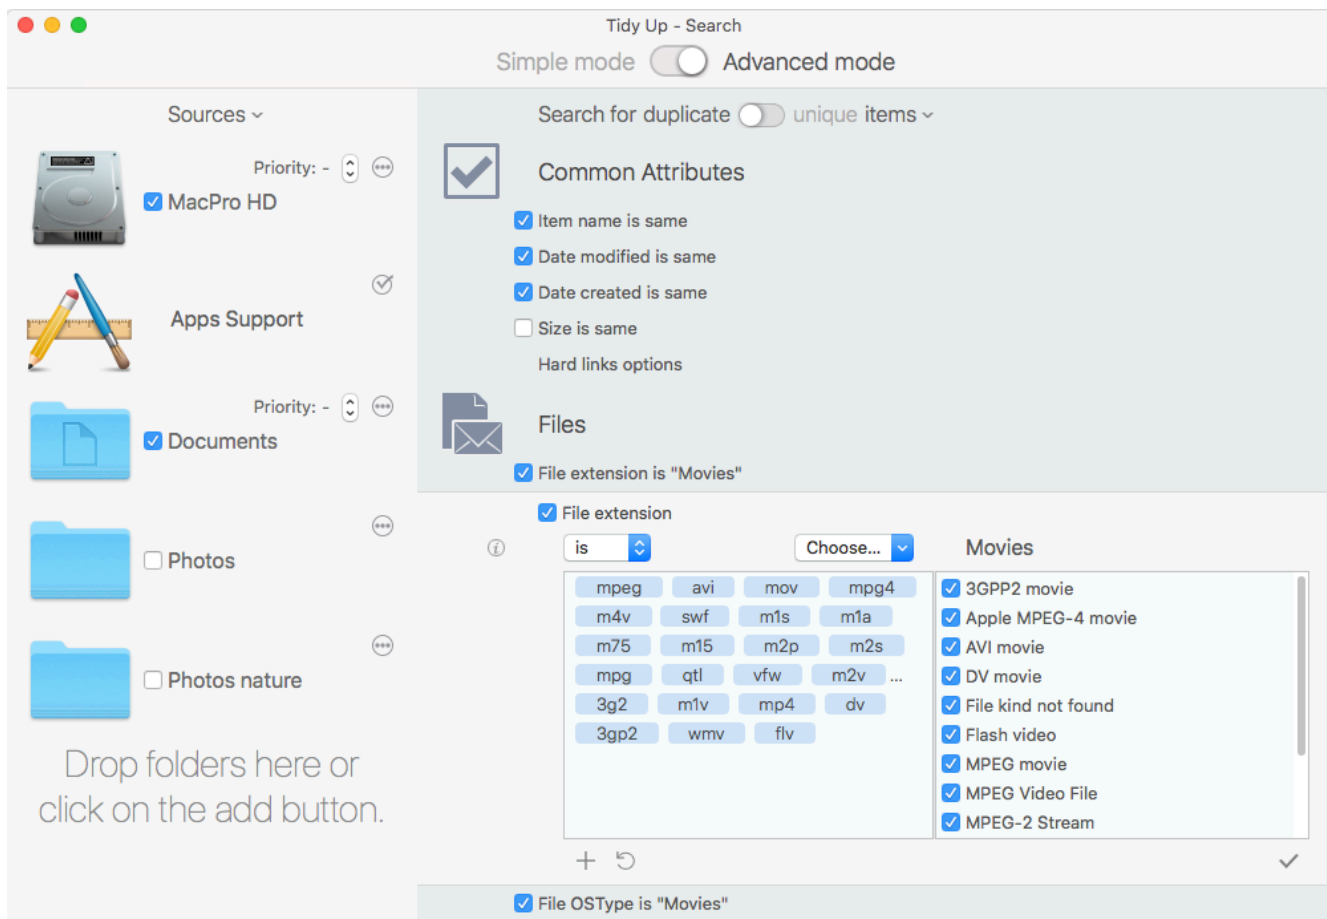 Tidy Up - Search
Simple mode Advanced mode
Sources
Priority: -
MacPro HD
Apps Support
Priority: -
Documents
Photos
Photos nature
Drop folders here or
click on the add button.
Search for duplicate unique items
Common Attributes
Item name is same
Date modified is same
Date created is same
Size is same
Hard links options
Files
File extension is "Movies"
File extension
is Choose... Movies
mpeg avi mov mpg4
m4v swf m1s m1a
m75 m15 m2p m2s
mpg qtl vfw m2v ...
3g2 m1v mp4 dv
3gp2 wmv flv
3GPP2 movie
Apple MPEG-4 movie
AVI movie
DV movie
File kind not found
Flash video
MPEG movie
MPEG Video File
MPEG-2 Stream
File OSType is "Movies"